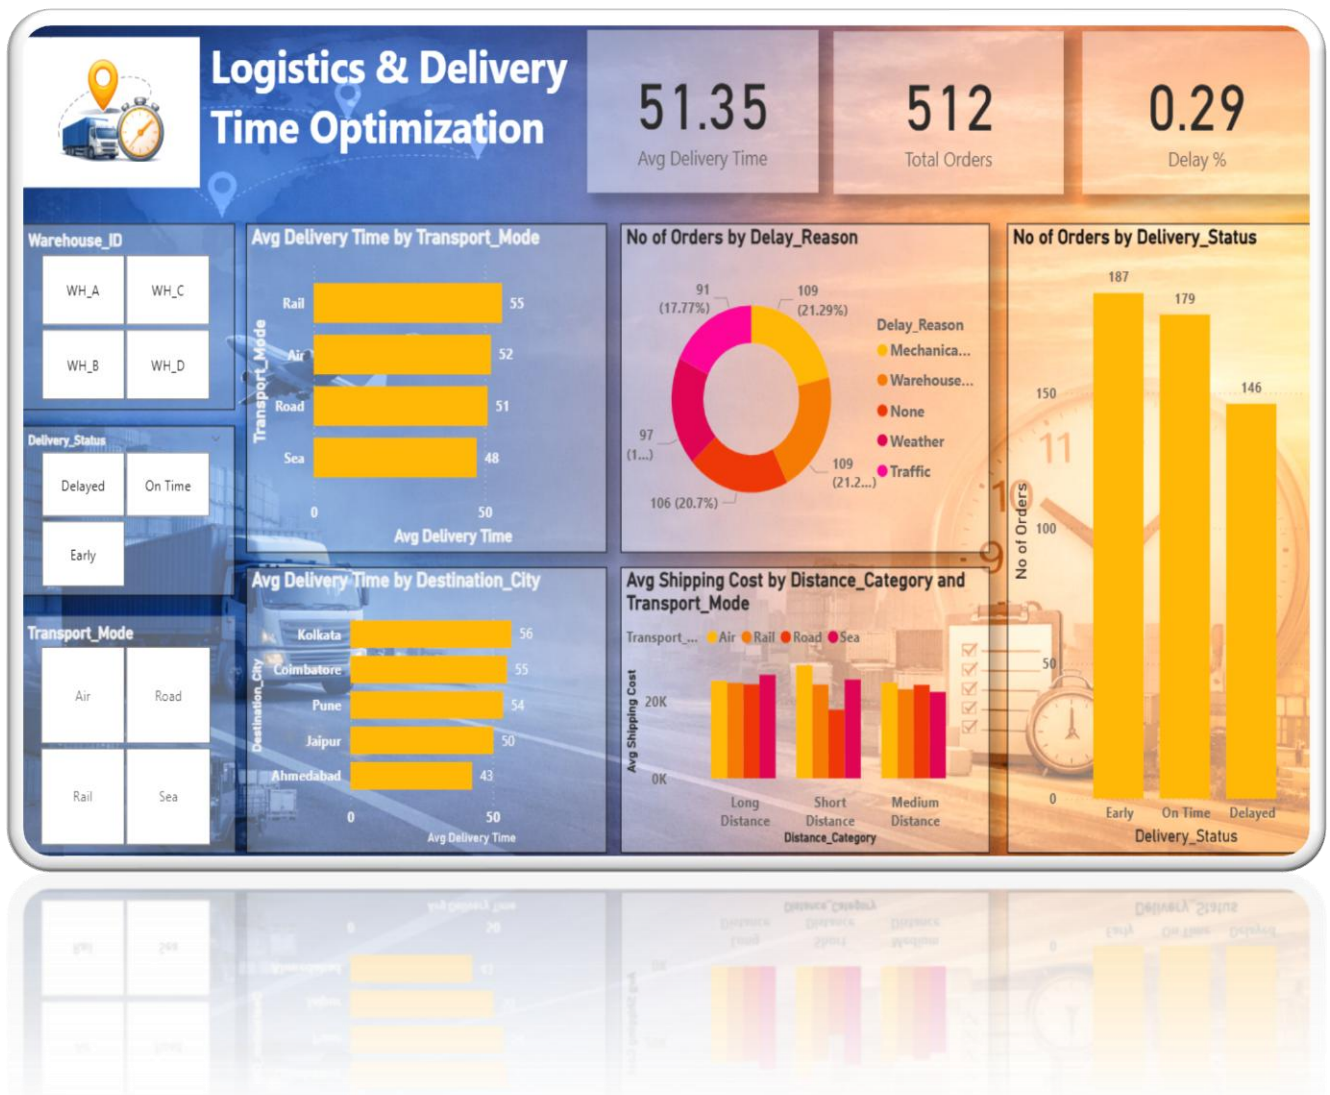 Logistics & Delivery
Time Optimization
51.35
Avg Delivery Time
512
Total Orders
0.29
Delay %
Warehouse_ID
WH_A
WH_C
WH_B
WH_D
Delivery_Status
Delayed
On Time
Early
Transport_Mode
Air
Road
Rail
Sea
Avg Delivery Time by Transport_Mode
Transport_Mode
Rail
55
Air
52
Road
51
Sea
48
0
50
Avg Delivery Time
No of Orders by Delay_Reason
91
(17.77%)
109
(21.29%)
97
(1...)
109
(21.2...)
106 (20.7%)
Delay_Reason
Mechanica...
Warehouse...
None
Weather
Traffic
No of Orders by Delivery_Status
187
179
146
150
100
50
0
No of Orders
Early
On Time
Delayed
Delivery_Status
11
10
9
Avg Delivery Time by Destination_City
Destination_City
Kolkata
56
Coimbatore
55
Pune
54
Jaipur
50
Ahmedabad
43
0
50
Avg Delivery Time
Avg Shipping Cost by Distance_Category and
Transport_Mode
Transport_...
Air
Rail
Road
Sea
Avg Shipping Cost
20K
0K
Long
Distance
Short
Distance
Medium
Distance
Distance_Category